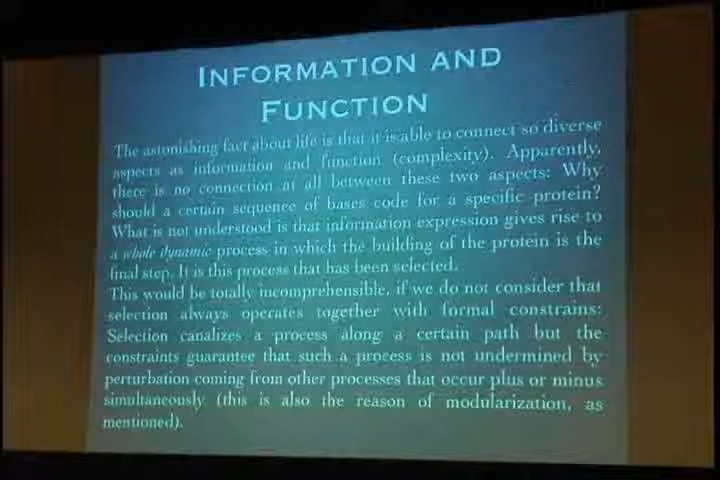 INFORMATION AND
FUNCTION
The astonishing fact about life is that it is able to connect so diverse
aspects as information and function (complexity). Apparently,
there is no connection at all between these two aspects: Why
should a certain sequence of bases code for a specific protein?
What is not understood is that information expression gives rise to
a whole dynamic process in which the building of the protein is the
final step. It is this process that has been selected.
This would be totally incomprehensible, if we do not consider that
selection always operates together with formal constrains:
Selection canalizes a process along a certain path but the
constraints guarantee that such a process is not undermined by
perturbation coming from other processes that occur plus or minus
simultaneously (this is also the reason of modularization, as
mentioned).